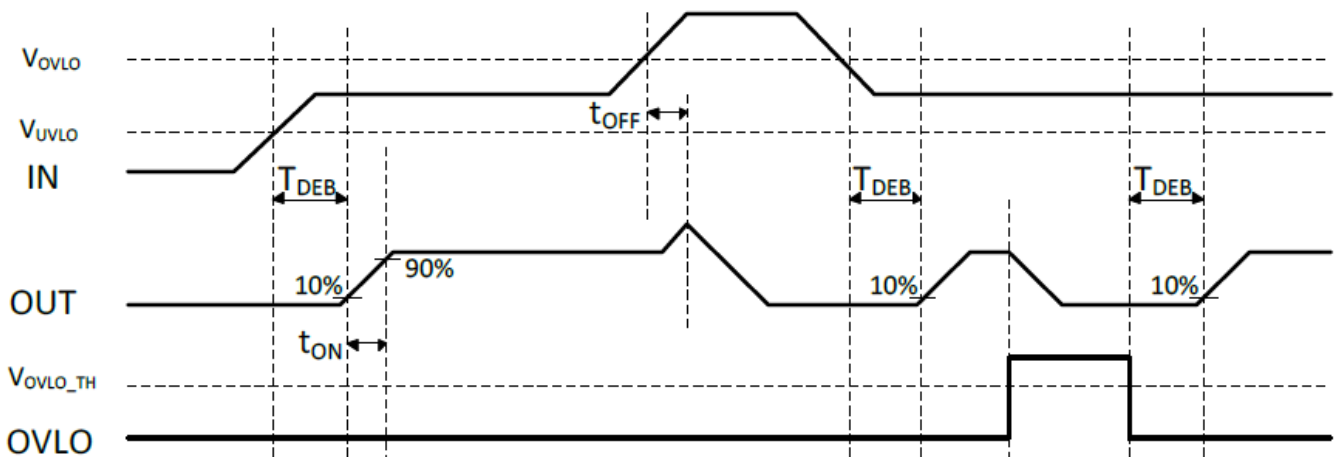 VOVLO
tOFF
VUVLO
IN
TDEB
TDEB
TDEB
90%
10%
10%
10%
OUT
tON
VOVLO_TH
OVLO